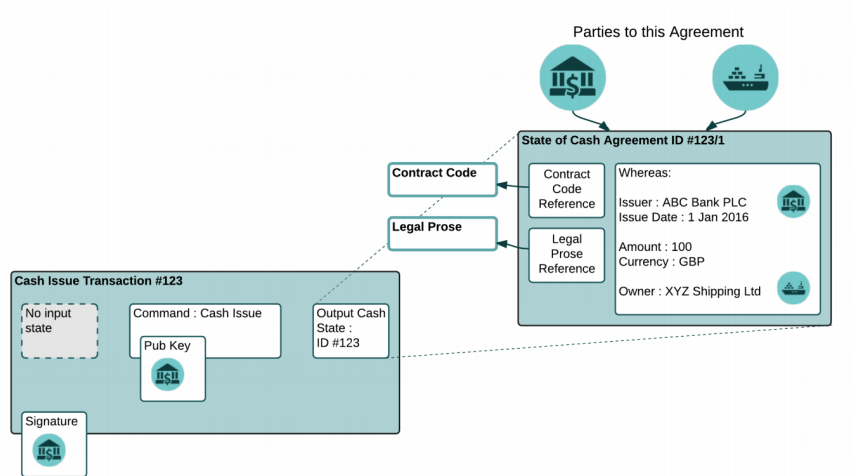 Parties to this Agreement
State of Cash Agreement ID #123/1
Contract Code
Contract
Code
Reference
Whereas:
Issuer : ABC Bank PLC
Issue Date : 1 Jan 2016
Amount : 100
Currency : GBP
Owner : XYZ Shipping Ltd
Legal Prose
Legal
Prose
Reference
Cash Issue Transaction #123
No input
state
Command : Cash Issue
Pub Key
Output Cash
State :
ID #123
Signature